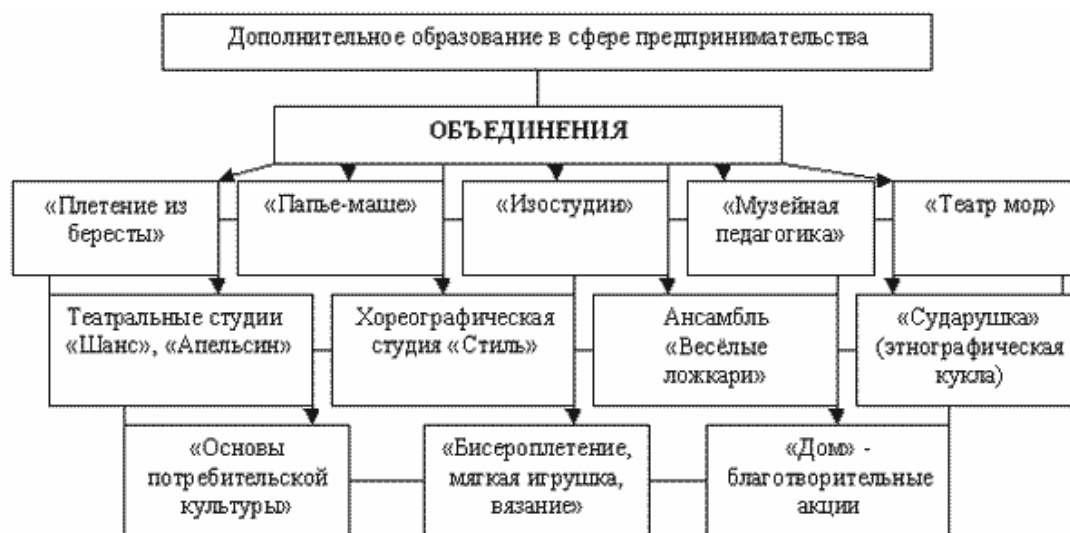 Дополнительное образование в сфере предпринимательства
ОБЪЕДИНЕНИЯ
«Плетение из
бересты»
«Папье-маше»
«Изостудии»
«Музейная
педагогика»
«Театр мод»
Театральные студии
«Шанс», «Апельсин»
Хореографическая
студия «Стиль»
Ансамбль
«Весёлые
ложкари»
«Сударушка»
(этнографическая
кукла)
«Основы
потребительской
культуры»
«Бисероплетение,
мягкая игрушка,
вязание»
«Дом» -
благотворительные
акции